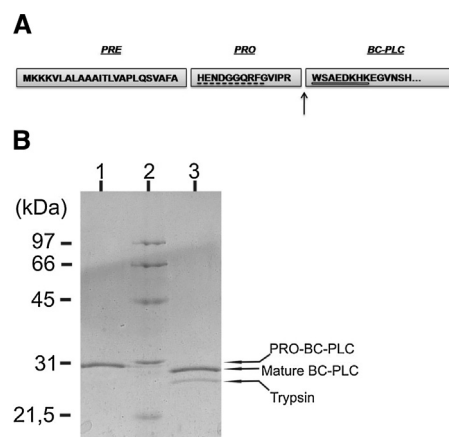 A
PRE PRO BC-PLC
MKKKVLALAAAITLVAPLQSVAFA HENDGGQRFGVIPR WSAEDKHKEGVNSH...
B
1 2 3
(kDa)
97
66
45
31
21,5
PRO-BC-PLC
Mature BC-PLC
Trypsin